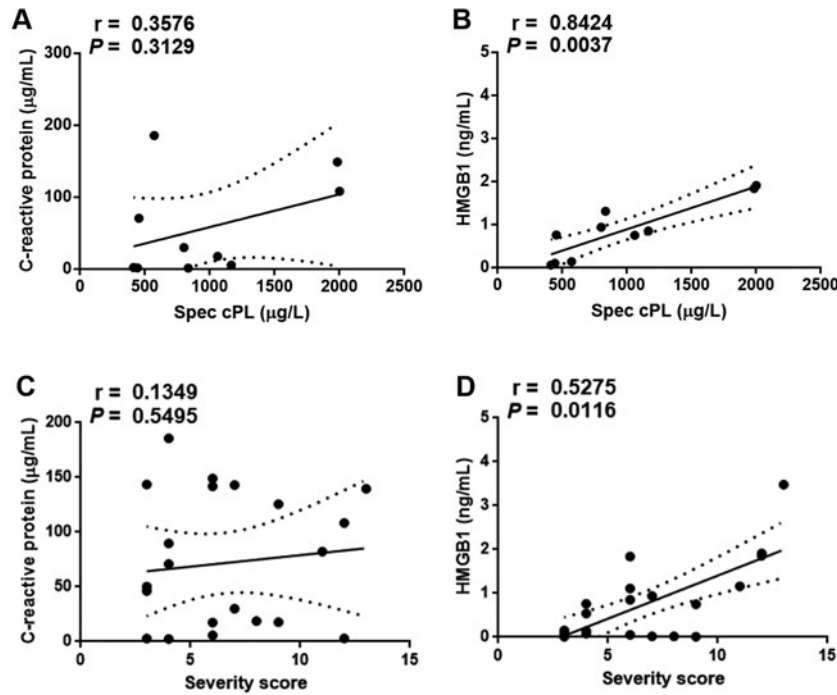 A
r = 0.3576
P = 0.3129
C-reactive protein (μg/mL)
300
200
100
0
0 500 1000 1500 2000 2500
Spec cPL (μg/L)
B
r = 0.8424
P = 0.0037
HMGB1 (ng/mL)
5
4
3
2
1
0
0 500 1000 1500 2000 2500
Spec cPL (μg/L)
C
r = 0.1349
P = 0.5495
C-reactive protein (μg/mL)
200
150
100
50
0
0 5 10 15
Severity score
D
r = 0.5275
P = 0.0116
HMGB1 (ng/mL)
5
4
3
2
1
0
0 5 10 15
Severity score